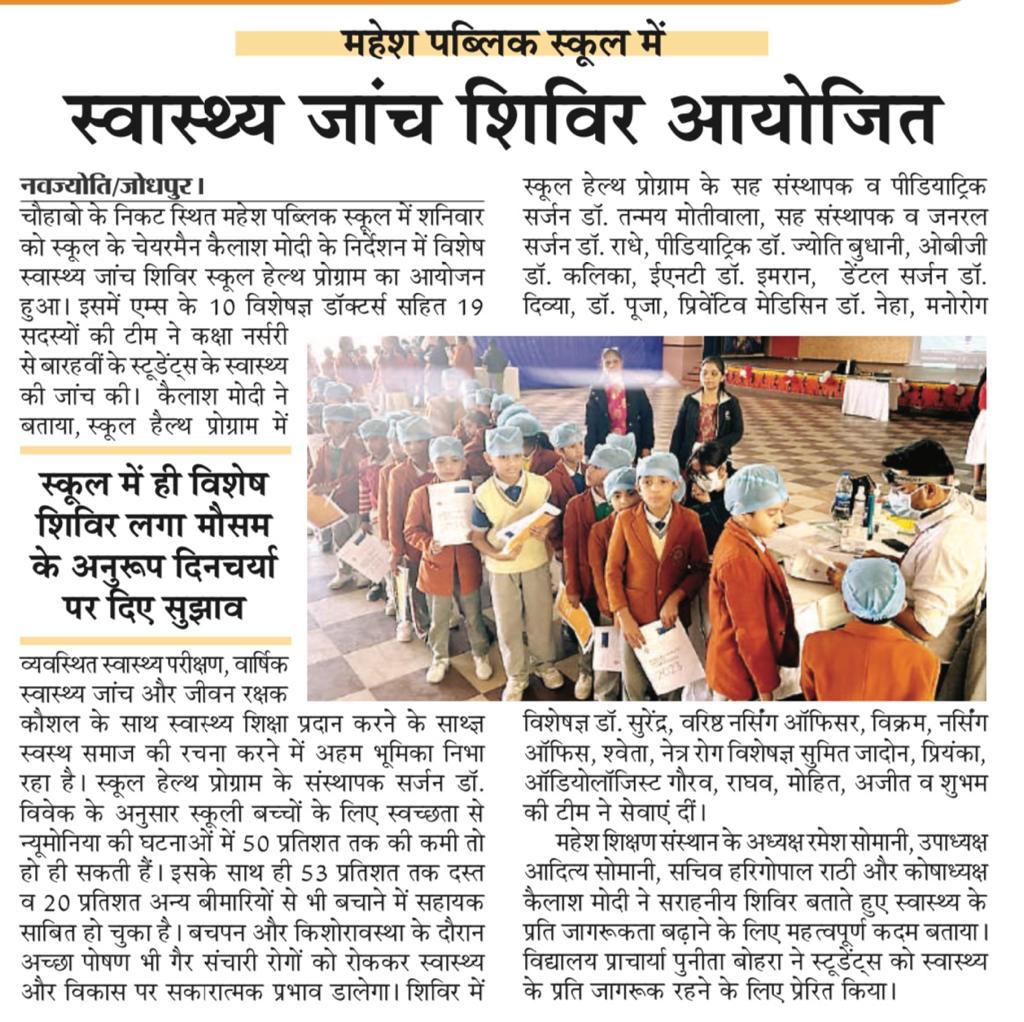 महेश पब्लिक स्कूल में
स्वास्थ्य जांच शिविर आयोजित
नवज्योति/जोधपुर।
चौहाबो के निकट स्थित महेश पब्लिक स्कूल में शनिवार
को स्कूल के चेयरमैन कैलाश मोदी के निर्देशन में विशेष
स्वास्थ्य जांच शिविर स्कूल हेल्थ प्रोग्राम का आयोजन
हुआ। इसमें एम्स के 10 विशेषज्ञ डॉक्टर्स सहित 19
सदस्यों की टीम ने कक्षा नर्सरी
से बारहवीं के स्टूडेंट्स के स्वास्थ्य
की जांच की। कैलाश मोदी ने
बताया, स्कूल हैल्थ प्रोग्राम में
स्कूल में ही विशेष
शिविर लगा मौसम
के अनुरूप दिनचर्या
पर दिए सुझाव
व्यवस्थित स्वास्थ्य परीक्षण, वार्षिक
स्वास्थ्य जांच और जीवन रक्षक
कौशल के साथ स्वास्थ्य शिक्षा प्रदान करने के साथ्ज्ञ
स्वस्थ समाज की रचना करने में अहम भूमिका निभा
रहा है। स्कूल हेल्थ प्रोग्राम के संस्थापक सर्जन डॉ.
विवेक के अनुसार स्कूली बच्चों के लिए स्वच्छता से
न्यूमोनिया की घटनाओं में 50 प्रतिशत तक की कमी तो
हो ही सकती हैं। इसके साथ ही 53 प्रतिशत तक दस्त
व 20 प्रतिशत अन्य बीमारियों से भी बचाने में सहायक
साबित हो चुका है। बचपन और किशोरावस्था के दौरान
अच्छा पोषण भी गैर संचारी रोगों को रोककर स्वास्थ्य
और विकास पर सकारात्मक प्रभाव डालेगा। शिविर में
स्कूल हेल्थ प्रोग्राम के सह संस्थापक व पीडियाट्रिक
सर्जन डॉ. तन्मय मोतीवाला, सह संस्थापक व जनरल
सर्जन डॉ. राधे, पीडियाट्रिक डॉ. ज्योति बुधानी, ओबीजी
डॉ. कलिका, ईएनटी डॉ. इमरान, डेंटल सर्जन डॉ.
दिव्या, डॉ. पूजा, प्रिवेंटिव मेडिसिन डॉ. नेहा, मनोरोग
2023
विशेषज्ञ डॉ. सुरेंद्र, वरिष्ठ नर्सिंग ऑफिसर, विक्रम, नर्सिंग
ऑफिस, श्वेता, नेत्र रोग विशेषज्ञ सुमित जादोन, प्रियंका,
ऑडियोलॉजिस्ट गौरव, राघव, मोहित, अजीत व शुभम
की टीम ने सेवाएं दीं।
महेश शिक्षण संस्थान के अध्यक्ष रमेश सोमानी, उपाध्यक्ष
आदित्य सोमानी, सचिव हरिगोपाल राठी और कोषाध्यक्ष
कैलाश मोदी ने सराहनीय शिविर बताते हुए स्वास्थ्य के
प्रति जागरूकता बढ़ाने के लिए महत्वपूर्ण कदम बताया।
विद्यालय प्राचार्या पुनीता बोहरा ने स्टूडेंट्स को स्वास्थ्य
के प्रति जागरूक रहने के लिए प्रेरित किया।